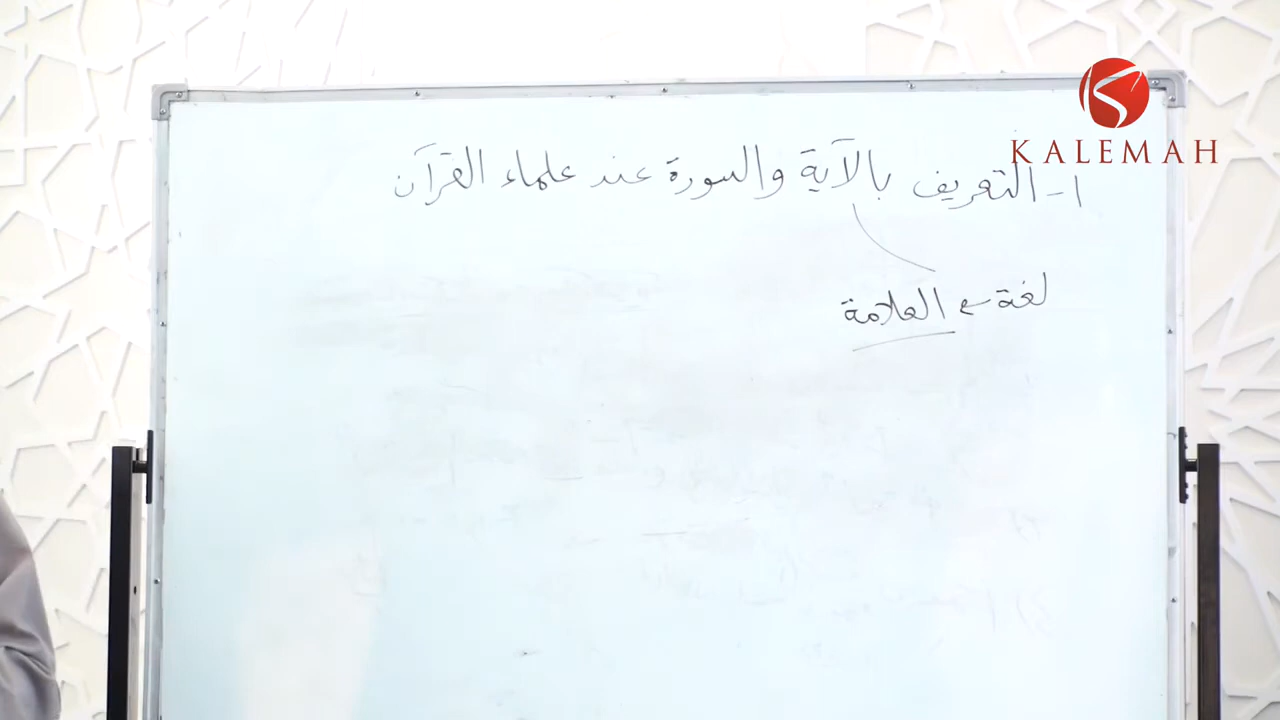 KALEMAH
١- التعريف بالآية والسورة عند علماء القرآن
لغة ← العلامة